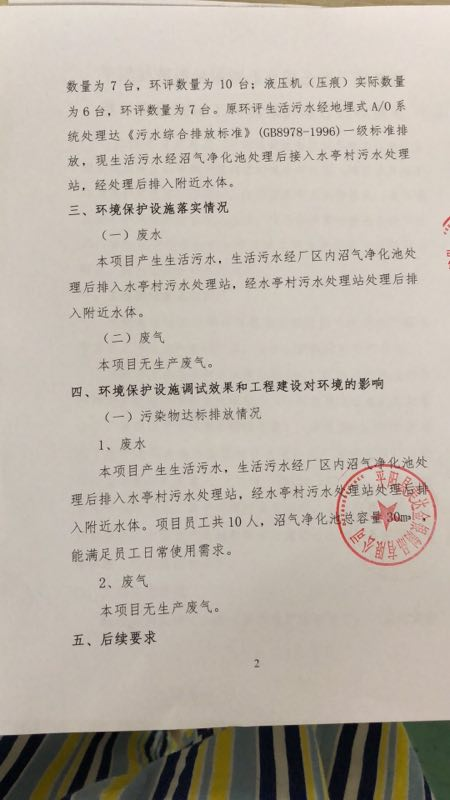 数量为 7 台，环评数量为 10 台；液压机（压痕）实际数量
为 6 台，环评数量为 7 台。原环评生活污水经地埋式 A/O 系
统处理达《污水综合排放标准》(GB8978-1996)一级标准排
放，现生活污水经沼气净化池处理后接入水亭村污水处理
站，经处理后排入附近水体。
三、环境保护设施落实情况
（一）废水
本项目产生生活污水，生活污水经厂区内沼气净化池处
理后排入水亭村污水处理站，经水亭村污水处理站处理后排
入附近水体。
（二）废气
本项目无生产废气。
四、环境保护设施调试效果和工程建设对环境的影响
（一）污染物达标排放情况
1、废水
本项目产生生活污水，生活污水经厂区内沼气净化池处
理后排入水亭村污水处理站，经水亭村污水处理站处理后排
入附近水体。项目员工共 10 人，沼气净化池总容量 30m³，
能满足员工日常使用需求。
2、废气
本项目无生产废气。
五、后续要求
2